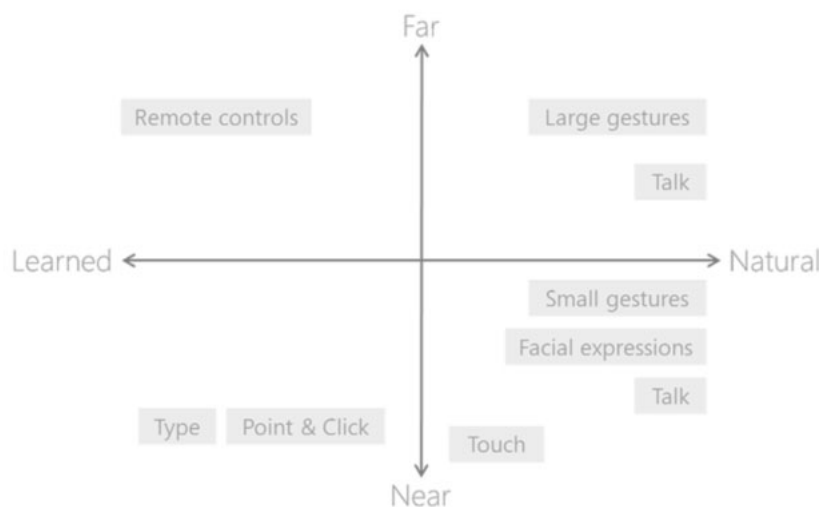 Far
Remote controls
Large gestures
Talk
Learned
Natural
Small gestures
Facial expressions
Talk
Type
Point & Click
Touch
Near